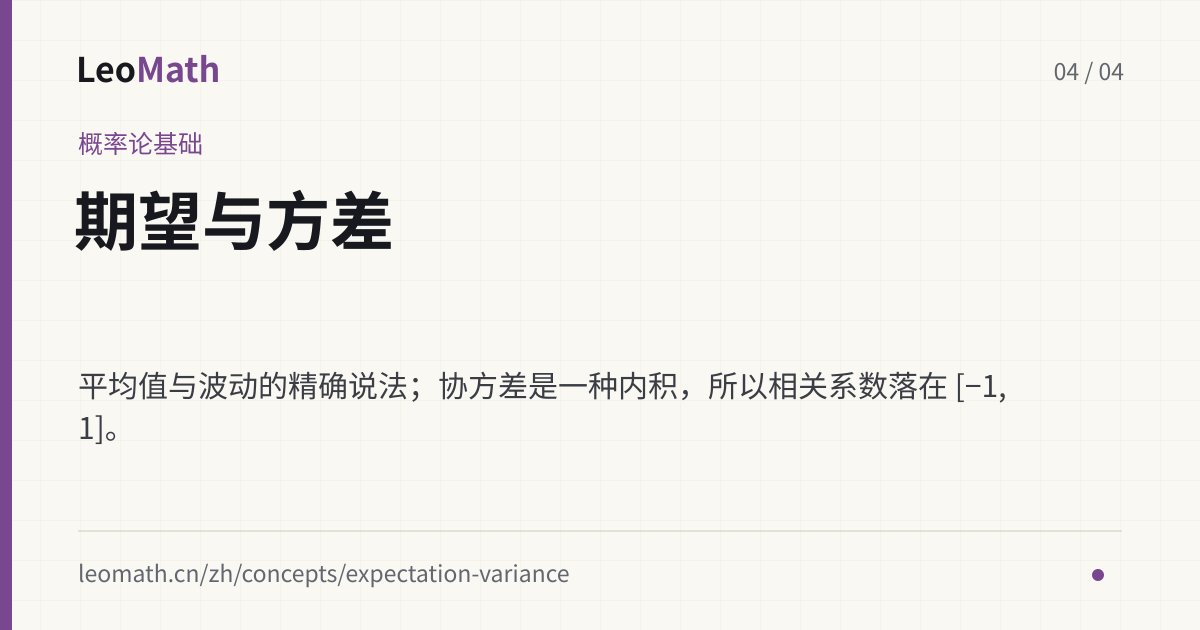 LeoMath
04 / 04
概率论基础
期望与方差
平均值与波动的精确说法；协方差是一种内积，所以相关系数落在 [−1,
1]。
leomath.cn/zh/concepts/expectation-variance